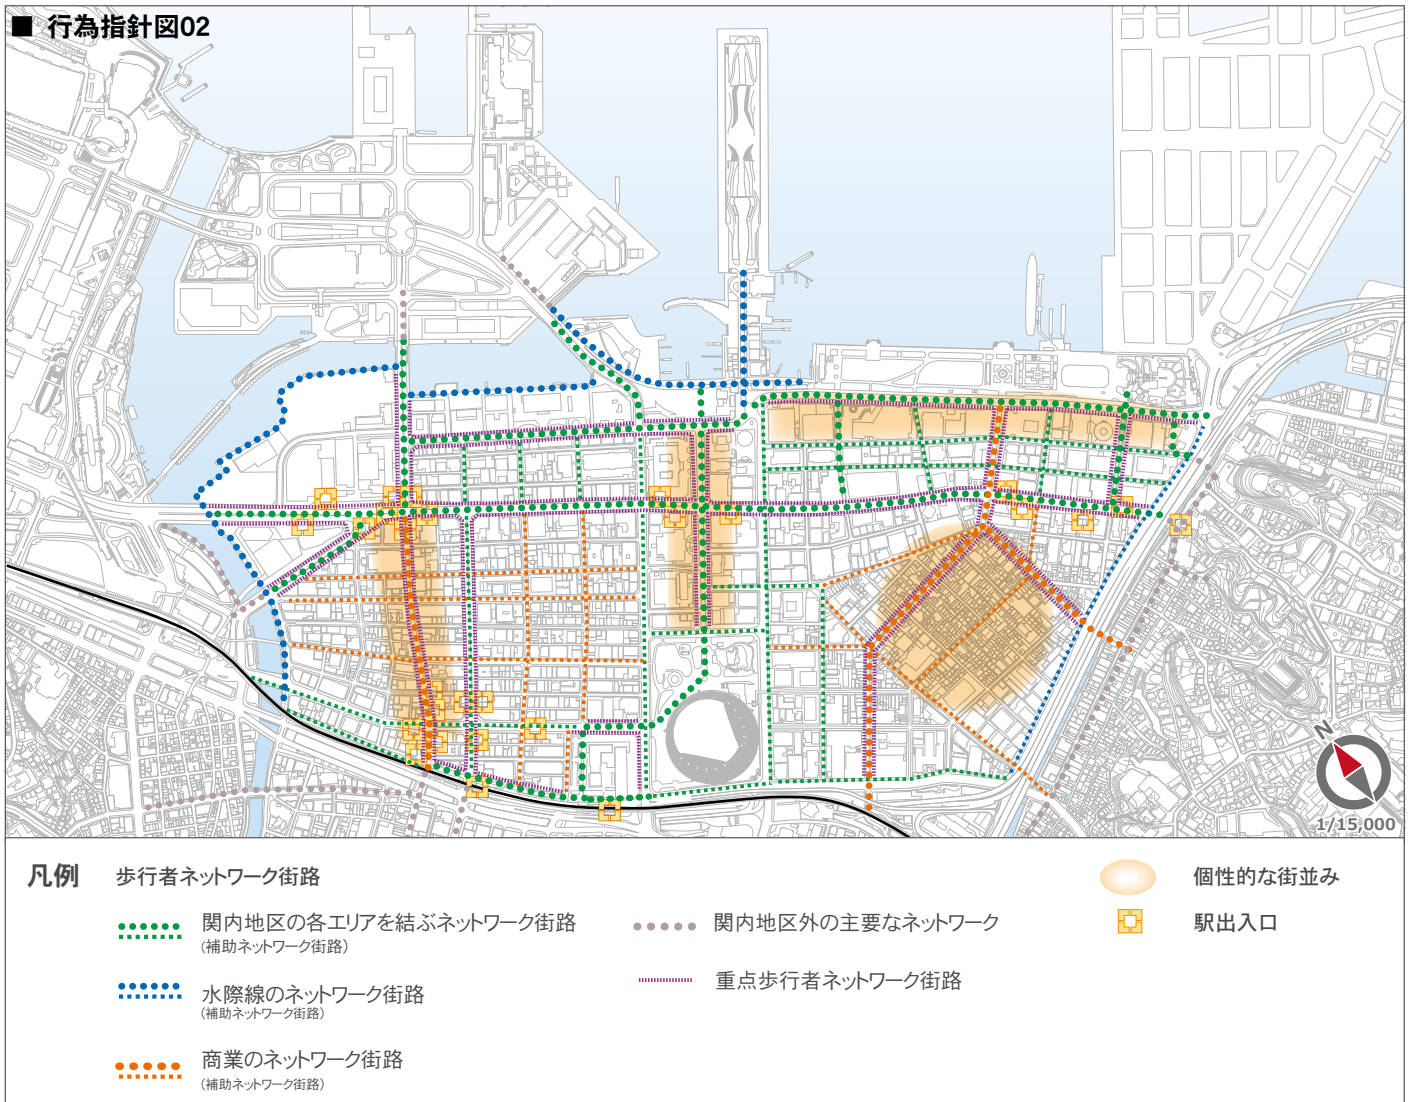 ■ 行為指針図02
N
1/15,000
凡例
歩行者ネットワーク街路
関内地区の各エリアを結ぶネットワーク街路
(補助ネットワーク街路)
水際線のネットワーク街路
(補助ネットワーク街路)
商業のネットワーク街路
(補助ネットワーク街路)
関内地区外の主要なネットワーク
重点歩行者ネットワーク街路
個性的な街並み
駅出入口